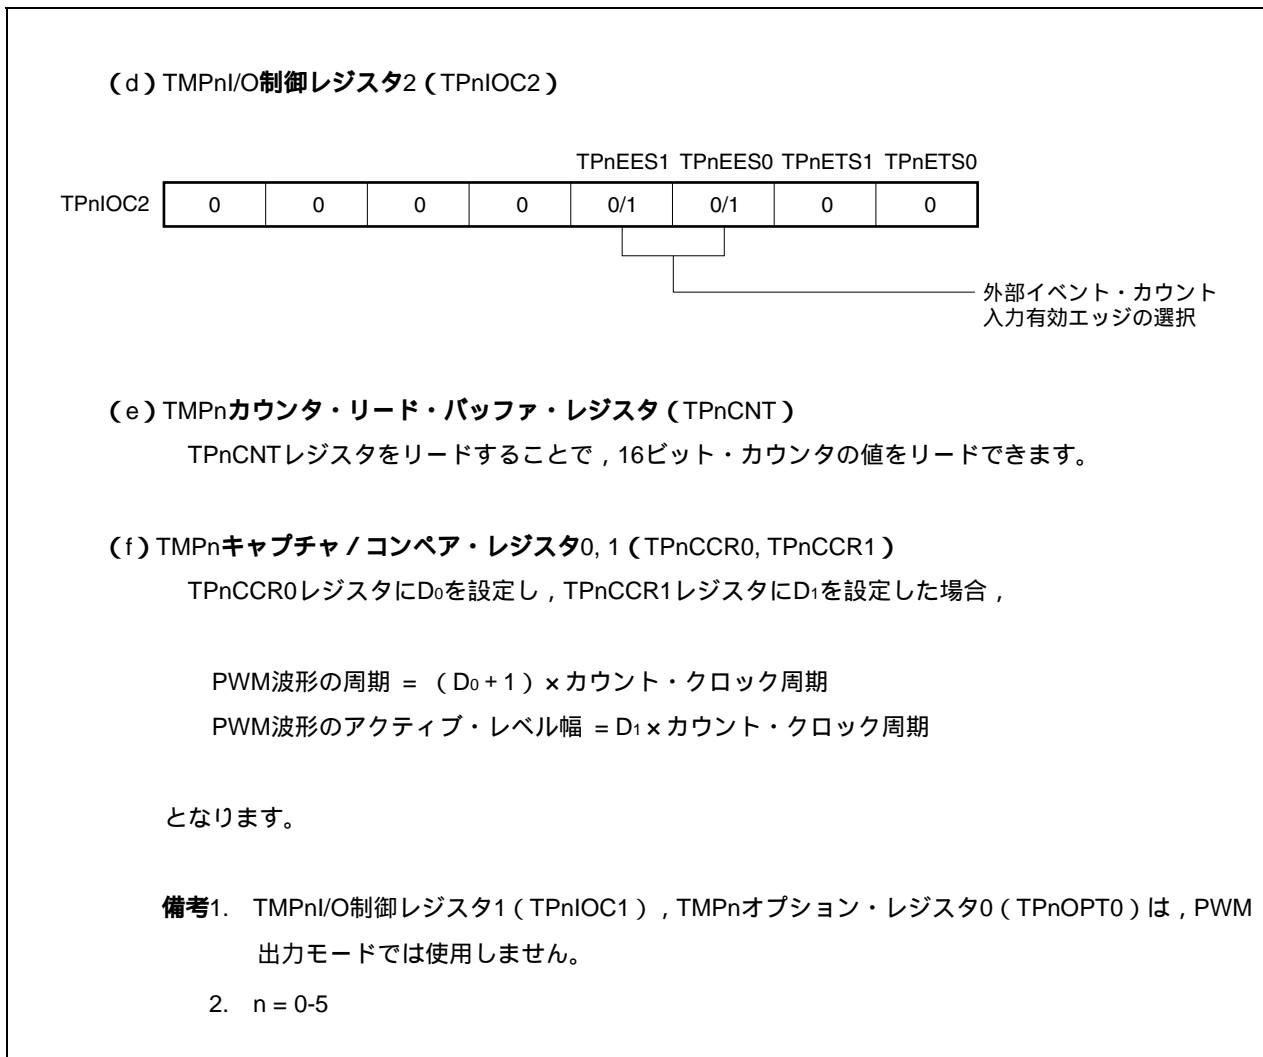 （d）TMPnI/O制御レジスタ2（TPnIOC2）
TPnEES1 TPnEES0 TPnETS1 TPnETS0
TPnIOC2 0 0 0 0 0/1 0/1 0 0
外部イベント・カウント
入力有効エッジの選択
（e）TMPnカウンタ・リード・バッファ・レジスタ（TPnCNT）
TPnCNTレジスタをリードすることで，16ビット・カウンタの値をリードできます。
（f）TMPnキャプチャ／コンペア・レジスタ0, 1（TPnCCR0, TPnCCR1）
TPnCCR0レジスタにD0を設定し，TPnCCR1レジスタにD1を設定した場合，
PWM波形の周期 =（D0＋1）×カウント・クロック周期
PWM波形のアクティブ・レベル幅 = D1×カウント・クロック周期
となります。
備考1. TMPnI/O制御レジスタ1（TPnIOC1），TMPnオプション・レジスタ0（TPnOPT0）は，PWM
出力モードでは使用しません。
2. n = 0-5